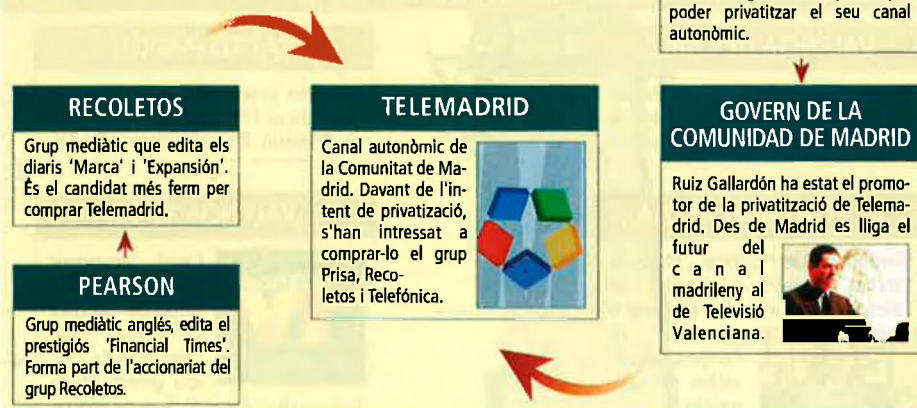 poder privatitzar el seu canal
autonòmic.
RECOLETOS
Grup mediàtic que edita els
diaris 'Marca' i 'Expansión'.
És el candidat més ferm per
comprar Telemadrid.
PEARSON
Grup mediàtic anglés, edita el
prestigiós 'Financial Times'.
Forma part de l'accionariat del
grup Recoletos.
TELEMADRID
Canal autonòmic de
la Comunitat de Ma-
drid. Davant de l'in-
tent de privatizació,
s'han intressat a
comprar-lo el grup
Prisa, Reco-
letos i Telefónica.
GOVERN DE LA
COMUNIDAD DE MADRID
Ruiz Gallardón ha estat el promo-
tor de la privatització de Telema-
drid. Des de Madrid es lliga el
futur del
canal
madrileny al
de Televisió
Valenciana.